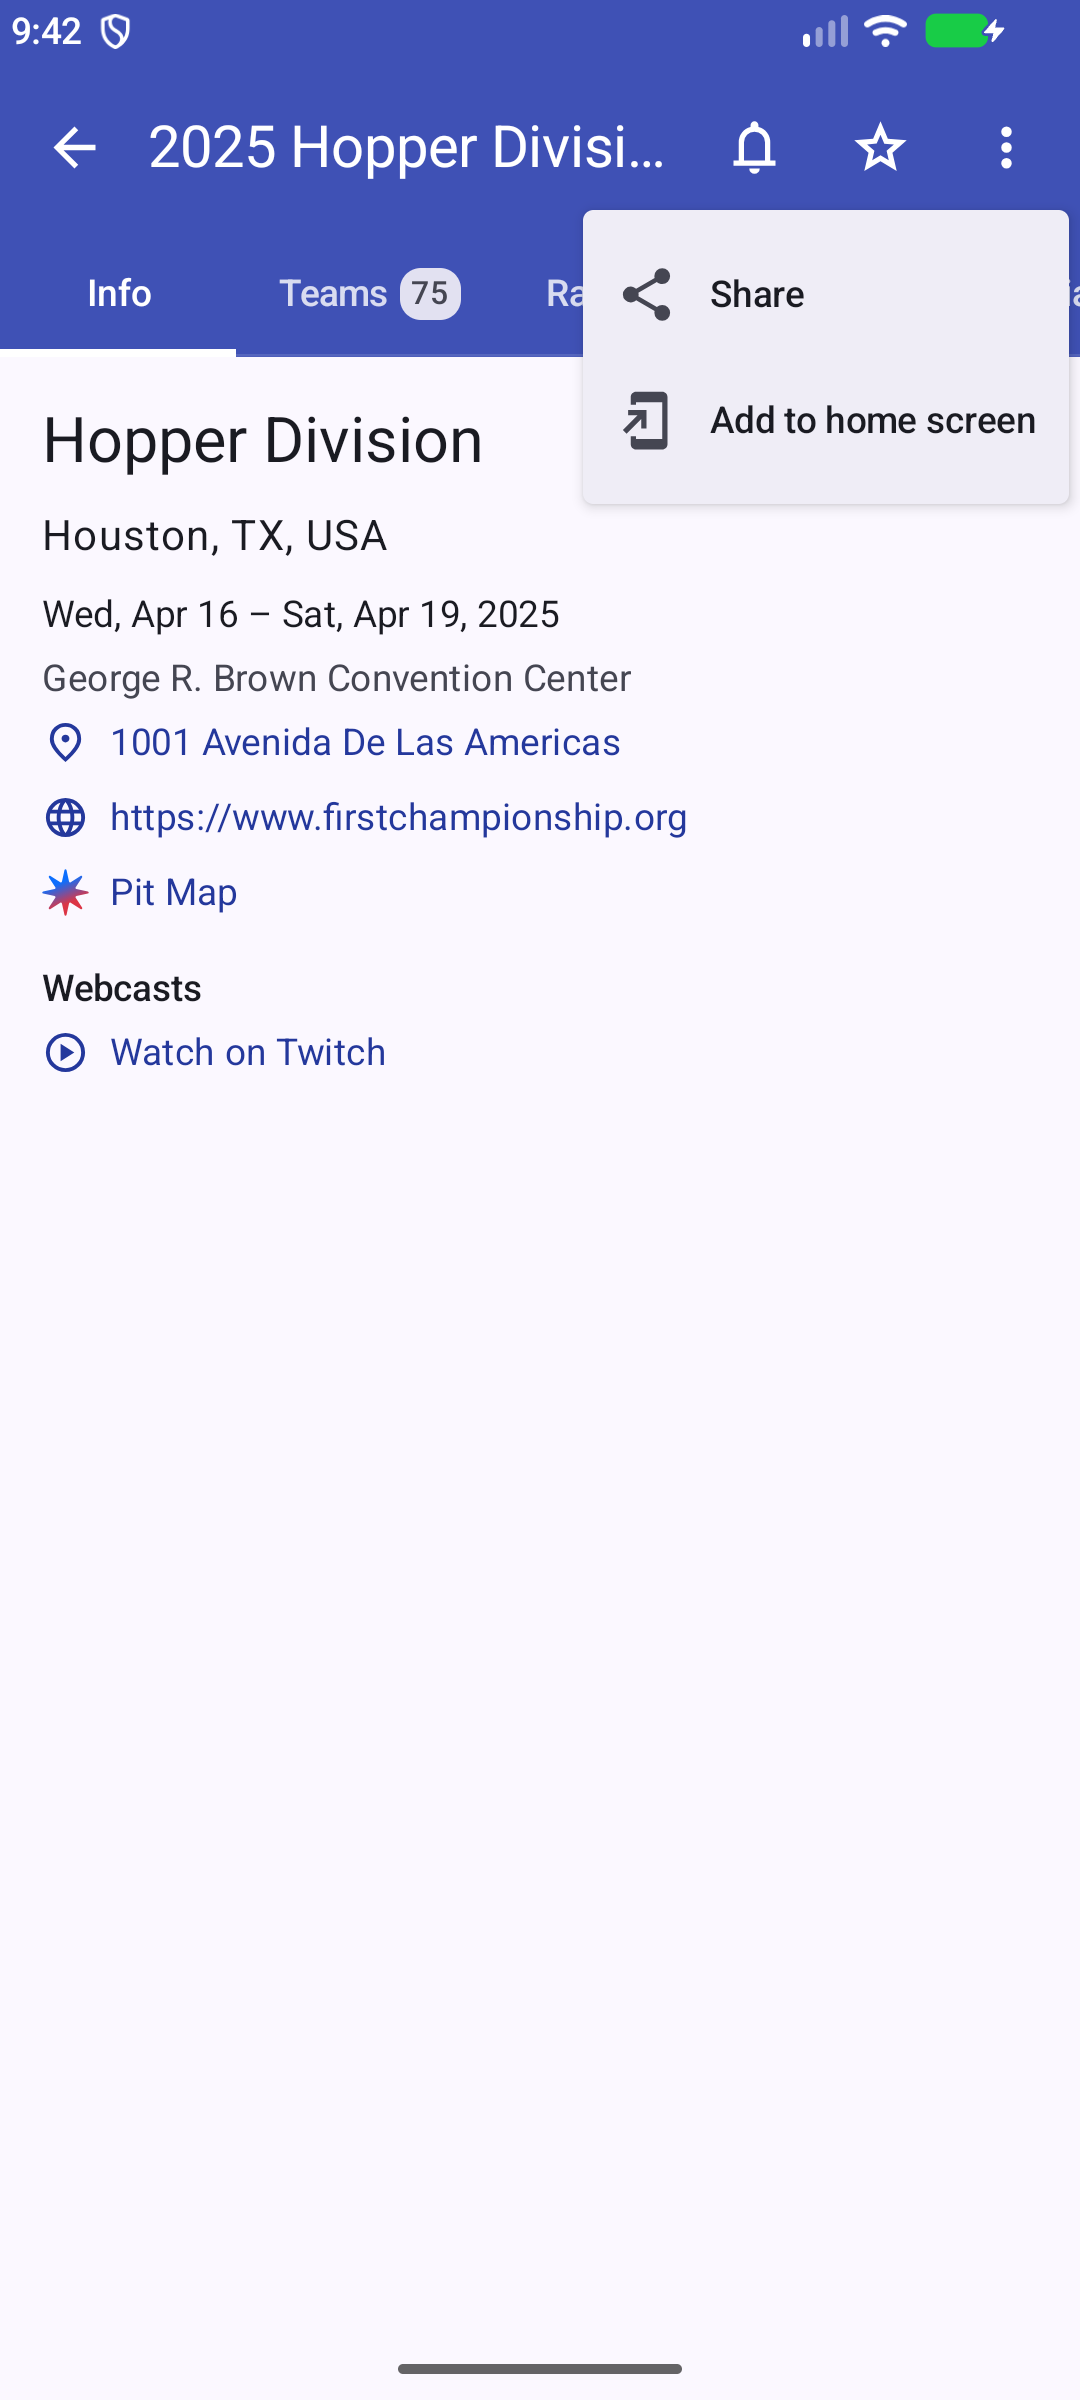 9:42
2025 Hopper Divisi...
Info
Teams 75
Ra
Share
Add to home screen
Hopper Division
Houston, TX, USA
Wed, Apr 16 – Sat, Apr 19, 2025
George R. Brown Convention Center
1001 Avenida De Las Americas
https://www.firstchampionship.org
Pit Map
Webcasts
Watch on Twitch